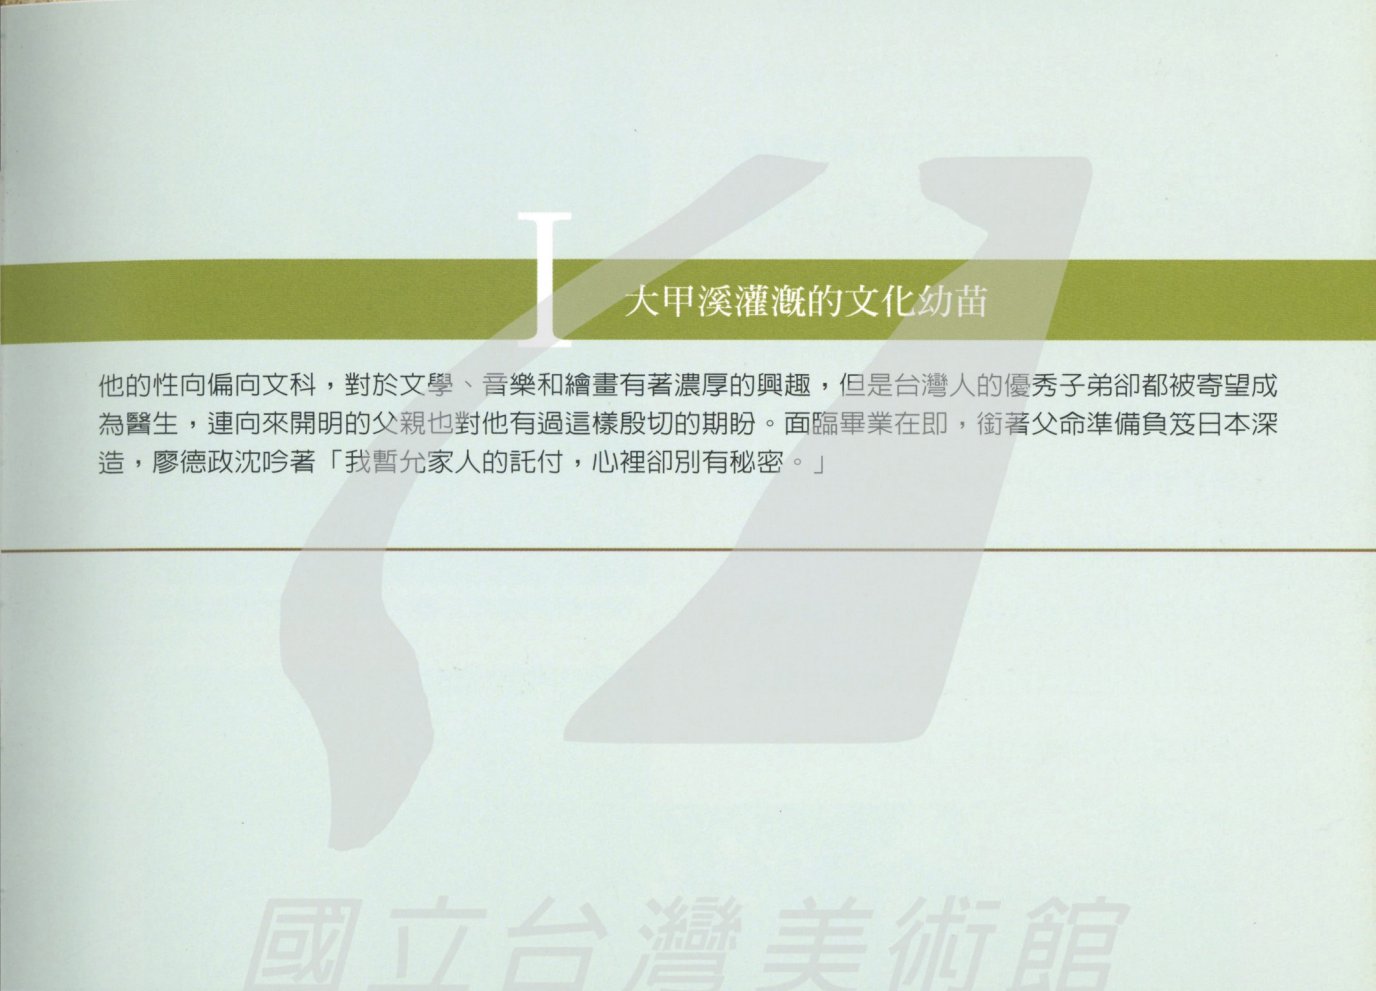 I
大甲溪灌溉的文化幼苗
他的性向偏向文科，對於文學、音樂和繪畫有著濃厚的興趣，但是台灣人的優秀子弟卻都被寄望成
為醫生，連向來開明的父親也對他有過這樣殷切的期盼。面臨畢業在即，銜著父命準備負笈日本深
造，廖德政沈吟著「我暫允家人的託付，心裡卻別有秘密。」
國立台灣美術館